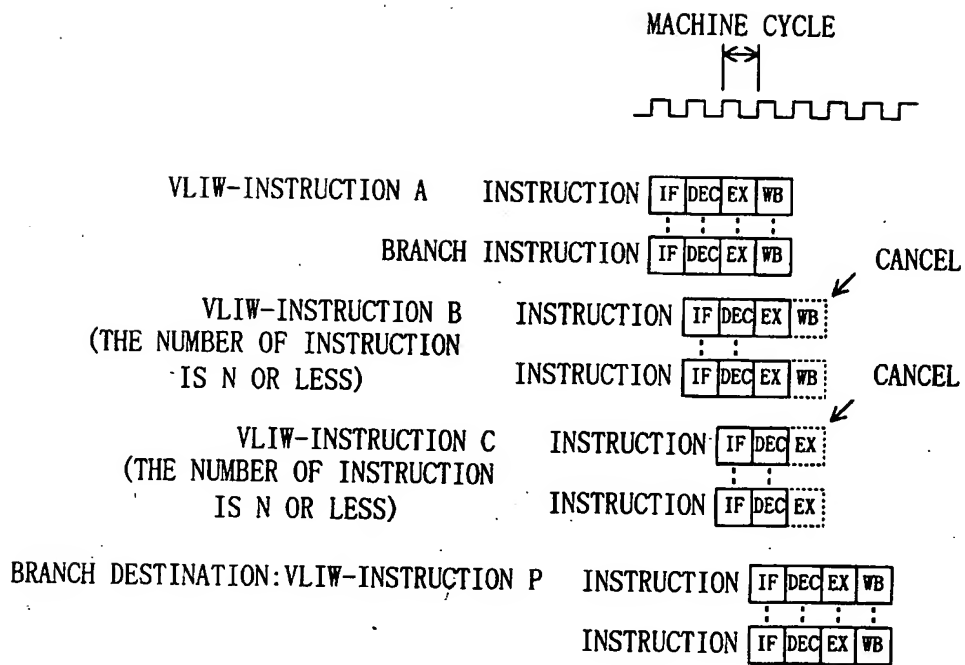 MACHINE CYCLE
VLIW-INSTRUCTION A INSTRUCTION IF DEC EX WB
BRANCH INSTRUCTION IF DEC EX WB
CANCEL
VLIW-INSTRUCTION B INSTRUCTION IF DEC EX WB
(THE NUMBER OF INSTRUCTION
IS N OR LESS) INSTRUCTION IF DEC EX WB
CANCEL
VLIW-INSTRUCTION C INSTRUCTION IF DEC EX
(THE NUMBER OF INSTRUCTION
IS N OR LESS) INSTRUCTION IF DEC EX
BRANCH DESTINATION:VLIW-INSTRUCTION P INSTRUCTION IF DEC EX WB
INSTRUCTION IF DEC EX WB